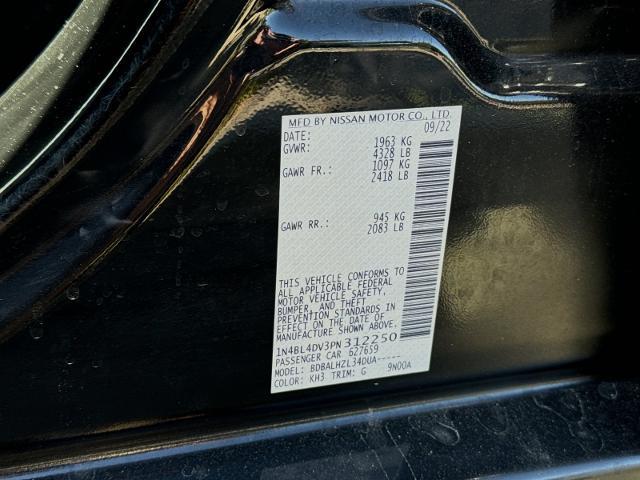 MFD BY NISSAN MOTOR CO., LTD.
DATE: 09/22
GVWR: 1963 KG
4328 LB
GAWR FR.: 1097 KG
2418 LB
GAWR RR.: 945 KG
2083 LB
THIS VEHICLE CONFORMS TO
ALL APPLICABLE FEDERAL
MOTOR VEHICLE SAFETY,
BUMPER, AND THEFT
PREVENTION STANDARDS IN
EFFECT ON THE DATE OF
MANUFACTURE SHOWN ABOVE.
1N4BL4DV3PN312250
PASSENGER CAR 627659
MODEL: BDBALHZL34DUA-----
COLOR: KH3 TRIM: G 9N00A